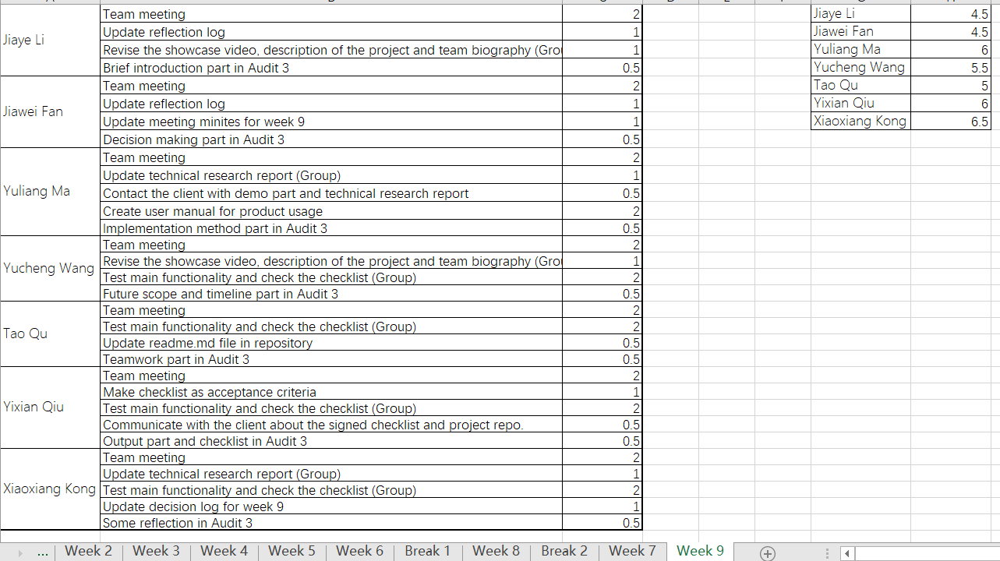 Jiaye Li
Team meeting 2
Update reflection log 1
Revise the showcase video, description of the project and team biography (Grou 1
Brief introduction part in Audit 3 0.5
Jiawei Fan
Team meeting 2
Update reflection log 1
Update meeting minites for week 9 1
Decision making part in Audit 3 0.5
Yuliang Ma
Team meeting 2
Update technical research report (Group) 1
Contact the client with demo part and technical research report 0.5
Create user manual for product usage 2
Implementation method part in Audit 3 0.5
Yucheng Wang
Team meeting 2
Revise the showcase video, description of the project and team biography (Grou 1
Test main functionality and check the checklist (Group) 2
Future scope and timeline part in Audit 3 0.5
Tao Qu
Team meeting 2
Test main functionality and check the checklist (Group) 2
Update readme.md file in repository 0.5
Teamwork part in Audit 3 0.5
Yixian Qiu
Team meeting 2
Make checklist as acceptance criteria 1
Test main functionality and check the checklist (Group) 2
Communicate with the client about the signed checklist and project repo. 0.5
Output part and checklist in Audit 3 0.5
Xiaoxiang Kong
Team meeting 2
Update technical research report (Group) 1
Test main functionality and check the checklist (Group) 2
Update decision log for week 9 1
Some reflection in Audit 3 0.5
Jiaye Li 4.5
Jiawei Fan 4.5
Yuliang Ma 6
Yucheng Wang 5.5
Tao Qu 5
Yixian Qiu 6
Xiaoxiang Kong 6.5
... Week 2 Week 3 Week 4 Week 5 Week 6 Break 1 Week 8 Break 2 Week 7 Week 9